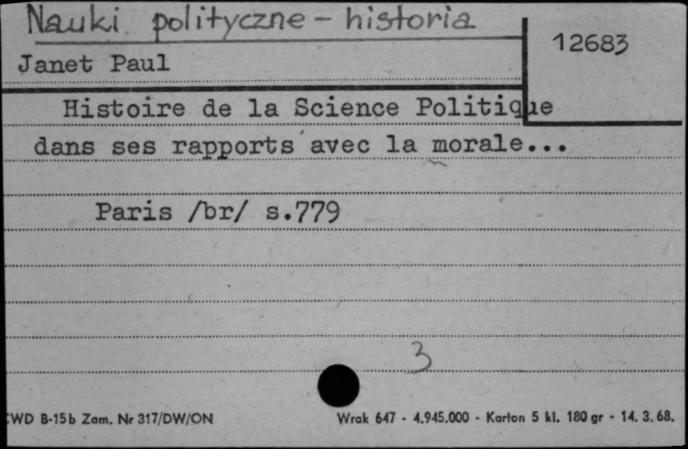 Nauki polityczne - historia
12683
Janet Paul
Histoire de la Science Politique
dans ses rapports avec la morale...
Paris /br/ s.779
3
CWD B-15b Zam. Nr 317/DW/ON
Wrak 647 - 4.945.000 - Karton 5 kl. 180 gr - 14. 3. 68.